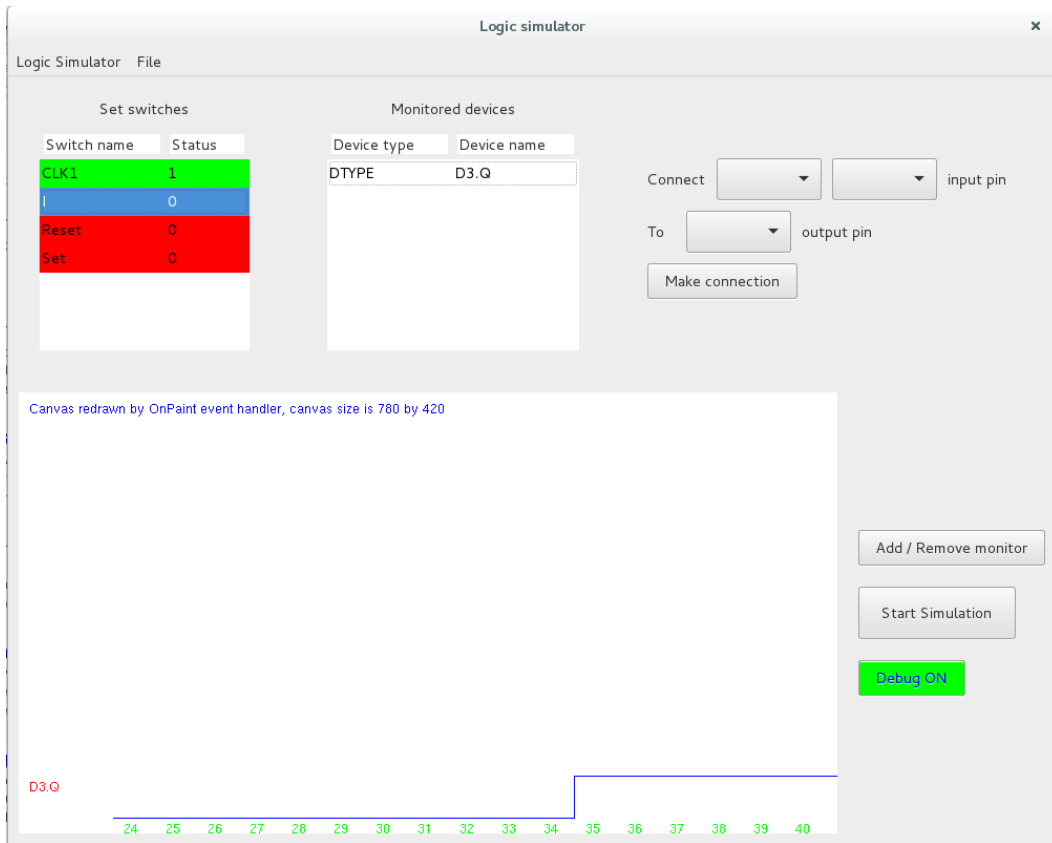 Logic simulator ×
Logic Simulator File
Set switches
Monitored devices
Switch name Status
CLK1 1
I 0
Reset 0
Set 0
Device type Device name
DTYPE D3.Q
Connect input pin
To output pin
Make connection
Canvas redrawn by OnPaint event handler, canvas size is 780 by 420
Add / Remove monitor
Start Simulation
Debug ON
D3.Q
24 25 26 27 28 29 30 31 32 33 34 35 36 37 38 39 40